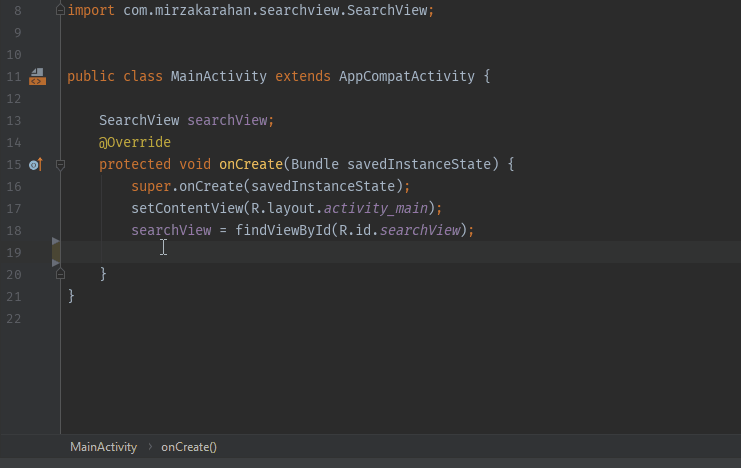 8 import com.mirzakarahan.searchview.SearchView;
9
10
11 public class MainActivity extends AppCompatActivity {
12
13 SearchView searchView;
14 @Override
15 protected void onCreate(Bundle savedInstanceState) {
16 super.onCreate(savedInstanceState);
17 setContentView(R.layout.activity_main);
18 searchView = findViewById(R.id.searchView);
19
20 }
21 }
22
MainActivity › onCreate()